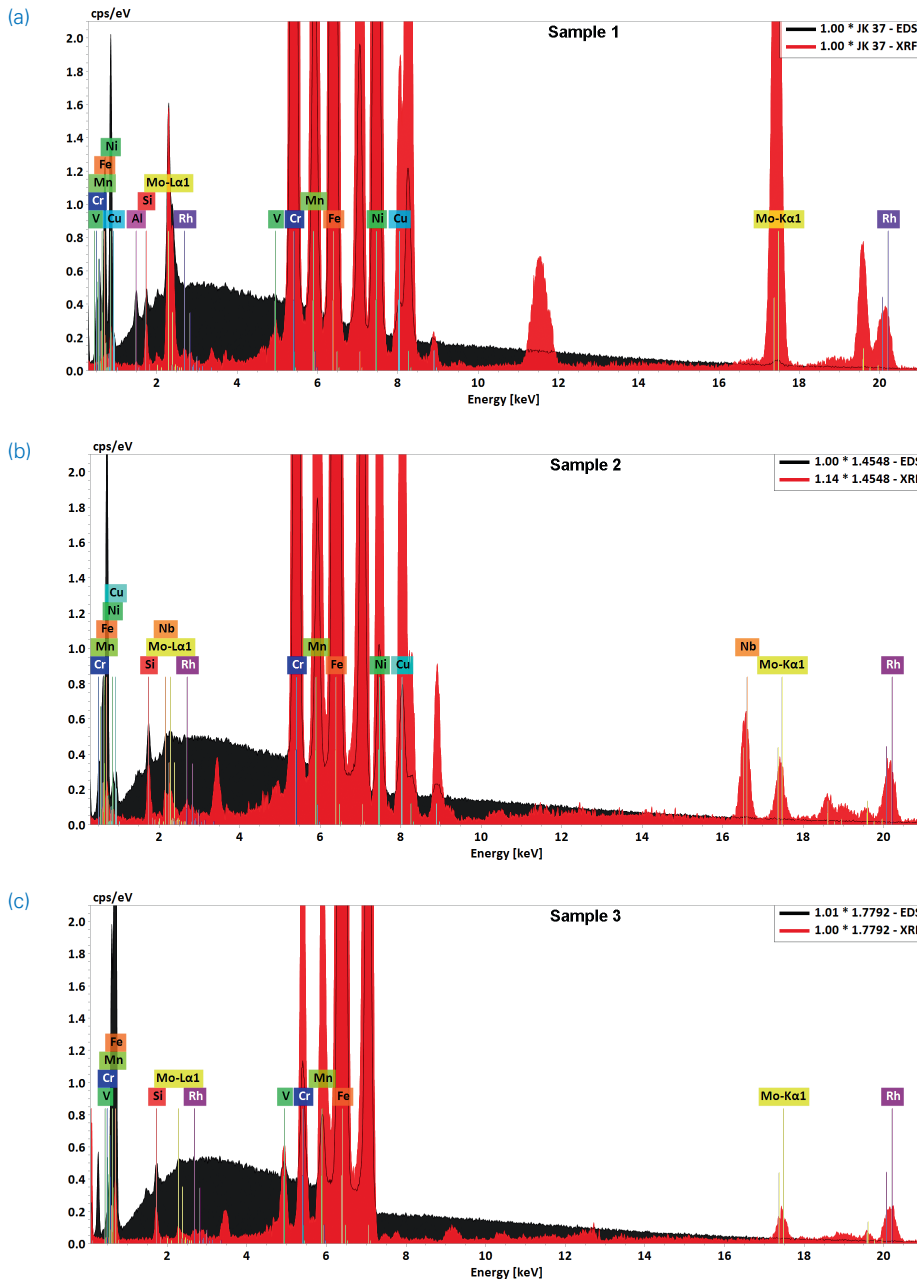 (a)
cps/eV
Sample 1
1.00 * JK 37 - EDS
1.00 * JK 37 - XRF
2.0
1.8
1.6
1.4
1.2
1.0
0.8
0.6
0.4
0.2
0.0
Ni
Fe
Mn Mo-Lα1
Cr Si Mn
V Cu Al Rh V Cr Fe Ni Cu Mo-Kα1 Rh
2 4 6 8 10 12 14 16 18 20
Energy [keV]
(b)
cps/eV
Sample 2
1.00 * 1.4548 - EDS
1.14 * 1.4548 - XRF
2.0
1.8
1.6
1.4
1.2
1.0
0.8
0.6
0.4
0.2
0.0
Cu
Ni
Fe Nb
Mn Mo-Lα1 Mn Nb
Cr Si Rh Cr Fe Ni Cu Mo-Kα1 Rh
2 4 6 8 10 12 14 16 18 20
Energy [keV]
(c)
cps/eV
Sample 3
1.01 * 1.7792 - EDS
1.00 * 1.7792 - XRF
2.0
1.8
1.6
1.4
1.2
1.0
0.8
0.6
0.4
0.2
0.0
Fe
Mn
Cr Mo-Lα1 Mn
V Si Rh V Cr Fe Mo-Kα1 Rh
2 4 6 8 10 12 14 16 18 20
Energy [keV]